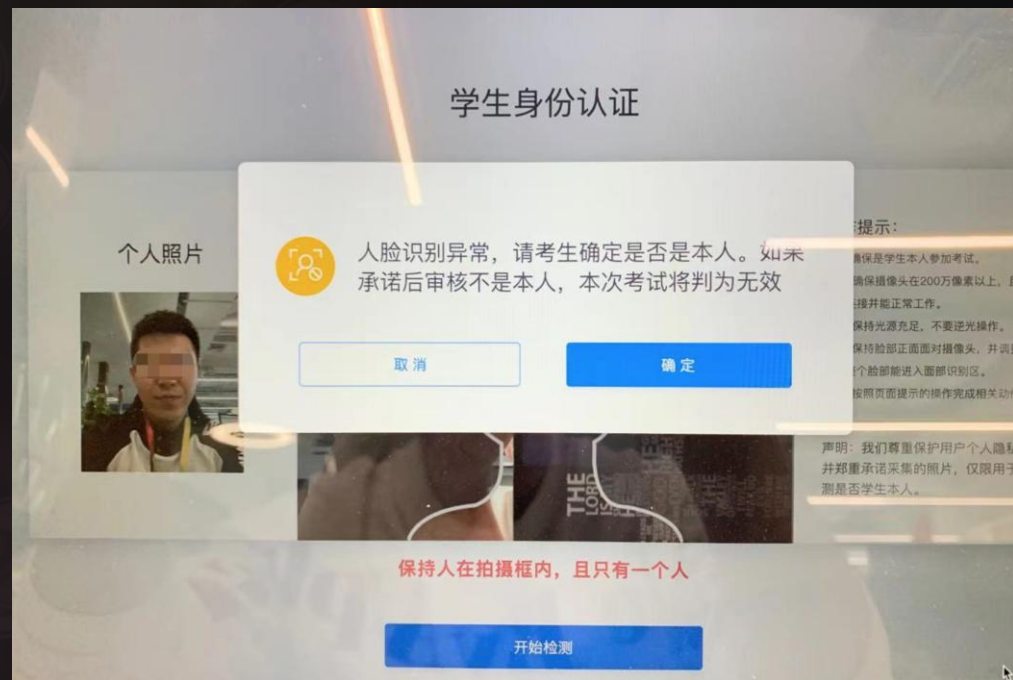 学生身份认证
个人照片
人脸识别异常，请考生确定是否是本人。如果
承诺后审核不是本人，本次考试将判为无效
取消
确定
提示：
确保是学生本人参加考试。
确保摄像头在200万像素以上，
接并能正常工作。
保持光源充足，不要逆光操作。
保持脸部正面面对摄像头，并调
个脸部能进入面部识别区。
按照页面提示的操作完成相关动
声明：我们尊重保护用户个人隐
并郑重承诺采集的照片，仅限用于
测是否学生本人。
THE
LORD
IS
保持人在拍摄框内，且只有一个人
开始检测